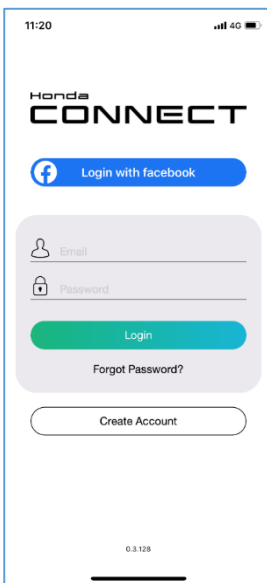 11:20 4G
Honda
CONNECT
Login with facebook
Email
Password
Login
Forgot Password?
Create Account
0.3.128